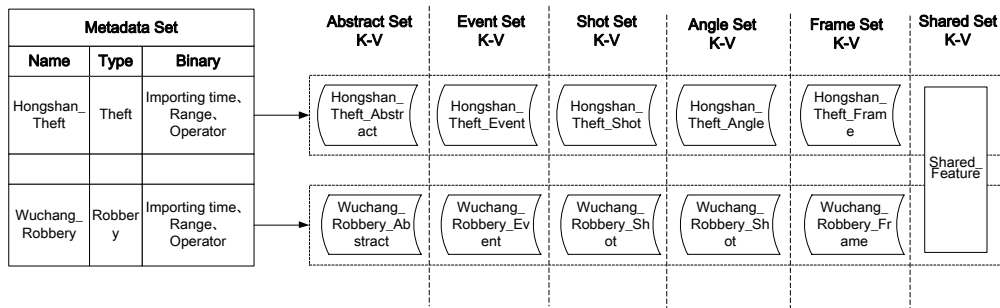 Metadata Set
Name Type Binary
Hongshan_
Theft
Theft
Importing time、
Range、
Operator
Wuchang_
Robbery
Robber
y
Importing time、
Range、
Operator
Abstract Set
K-V
Event Set
K-V
Shot Set
K-V
Angle Set
K-V
Frame Set
K-V
Shared Set
K-V
Hongshan_
Theft_Abstr
act
Hongshan_
Theft_Event
Hongshan_
Theft_Shot
Hongshan_
Theft_Angle
Hongshan_
Theft_Fram
e
Wuchang_
Robbery_Ab
stract
Wuchang_
Robbery_Ev
ent
Wuchang_
Robbery_Sh
ot
Wuchang_
Robbery_Sh
ot
Wuchang_
Robbery_Fr
ame
Shared_
Feature